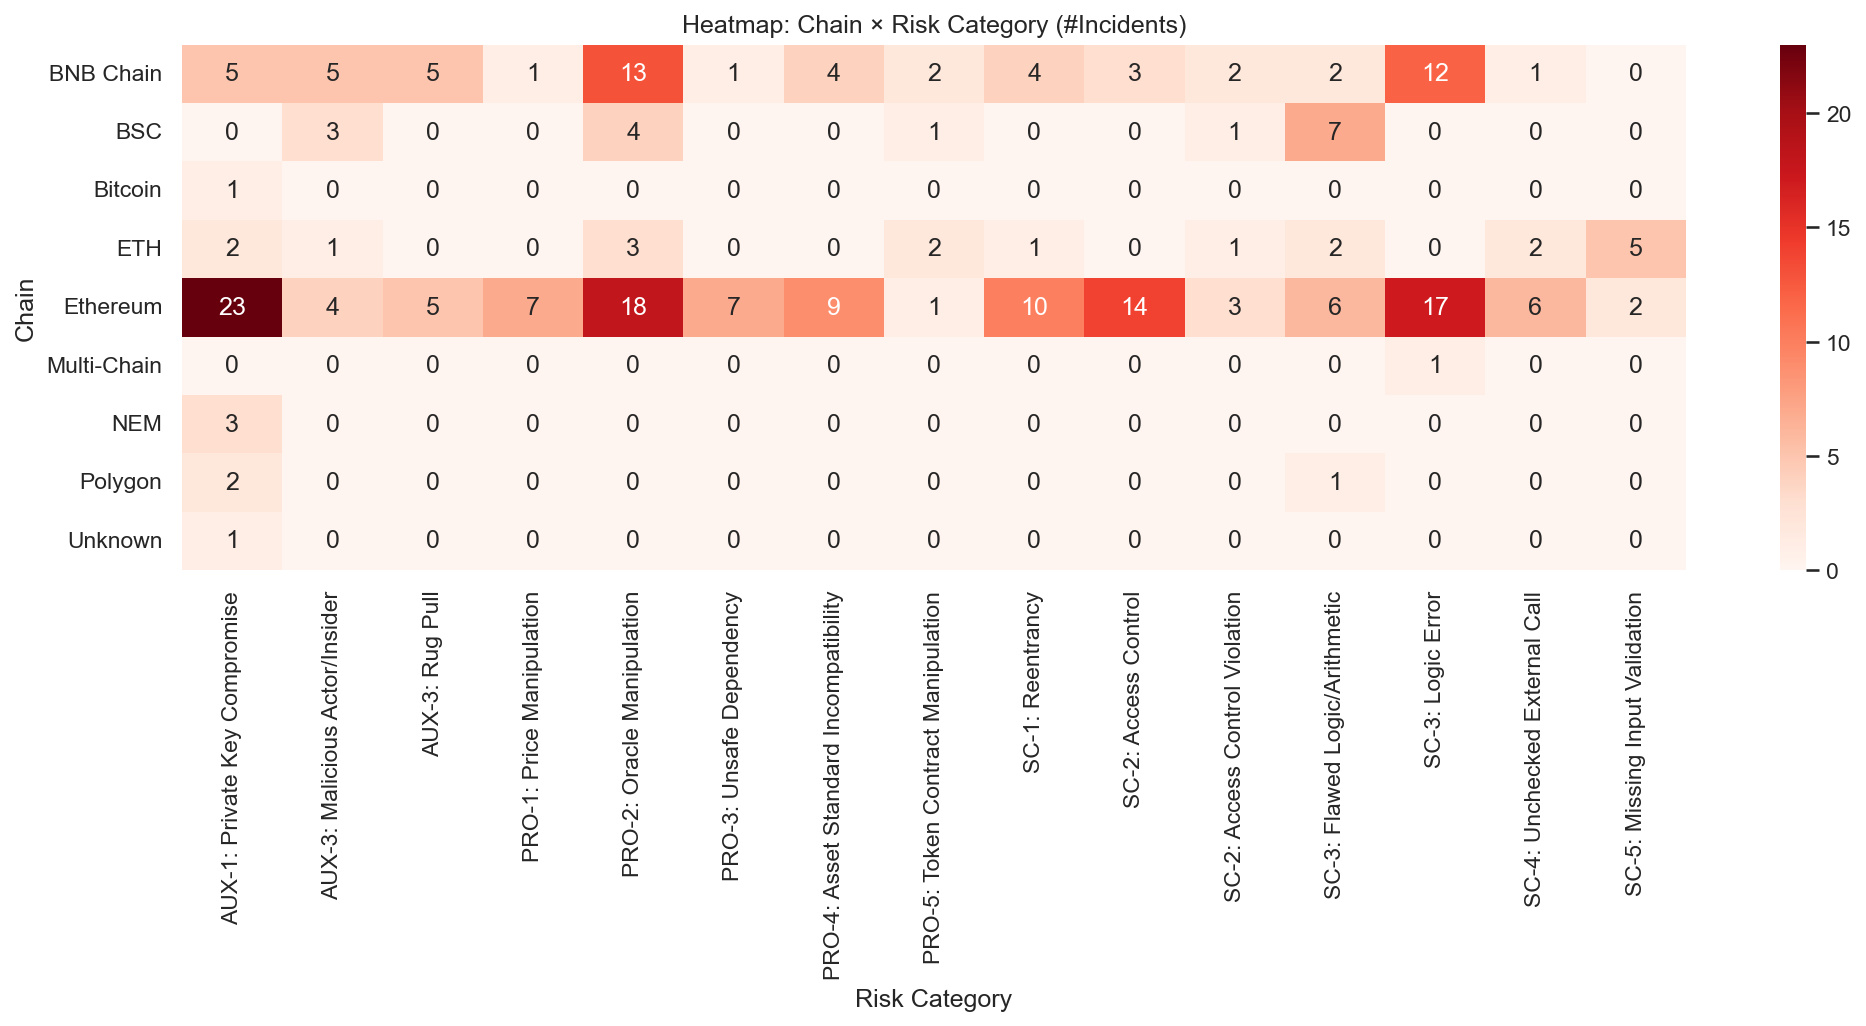 Heatmap: Chain × Risk Category (#Incidents)
BNB Chain 5 5 5 1 13 1 4 2 4 3 2 2 12 1 0
BSC 0 3 0 0 4 0 0 1 0 0 1 7 0 0 0
Bitcoin 1 0 0 0 0 0 0 0 0 0 0 0 0 0 0
ETH 2 1 0 0 3 0 0 2 1 0 1 2 0 2 5
Ethereum 23 4 5 7 18 7 9 1 10 14 3 6 17 6 2
Multi-Chain 0 0 0 0 0 0 0 0 0 0 0 0 1 0 0
NEM 3 0 0 0 0 0 0 0 0 0 0 0 0 0 0
Polygon 2 0 0 0 0 0 0 0 0 0 0 1 0 0 0
Unknown 1 0 0 0 0 0 0 0 0 0 0 0 0 0 0
Chain
AUX-1: Private Key Compromise
AUX-3: Malicious Actor/Insider
AUX-3: Rug Pull
PRO-1: Price Manipulation
PRO-2: Oracle Manipulation
PRO-3: Unsafe Dependency
PRO-4: Asset Standard Incompatibility
PRO-5: Token Contract Manipulation
SC-1: Reentrancy
SC-2: Access Control
SC-2: Access Control Violation
SC-3: Flawed Logic/Arithmetic
SC-3: Logic Error
SC-4: Unchecked External Call
SC-5: Missing Input Validation
Risk Category
20
15
10
5
0